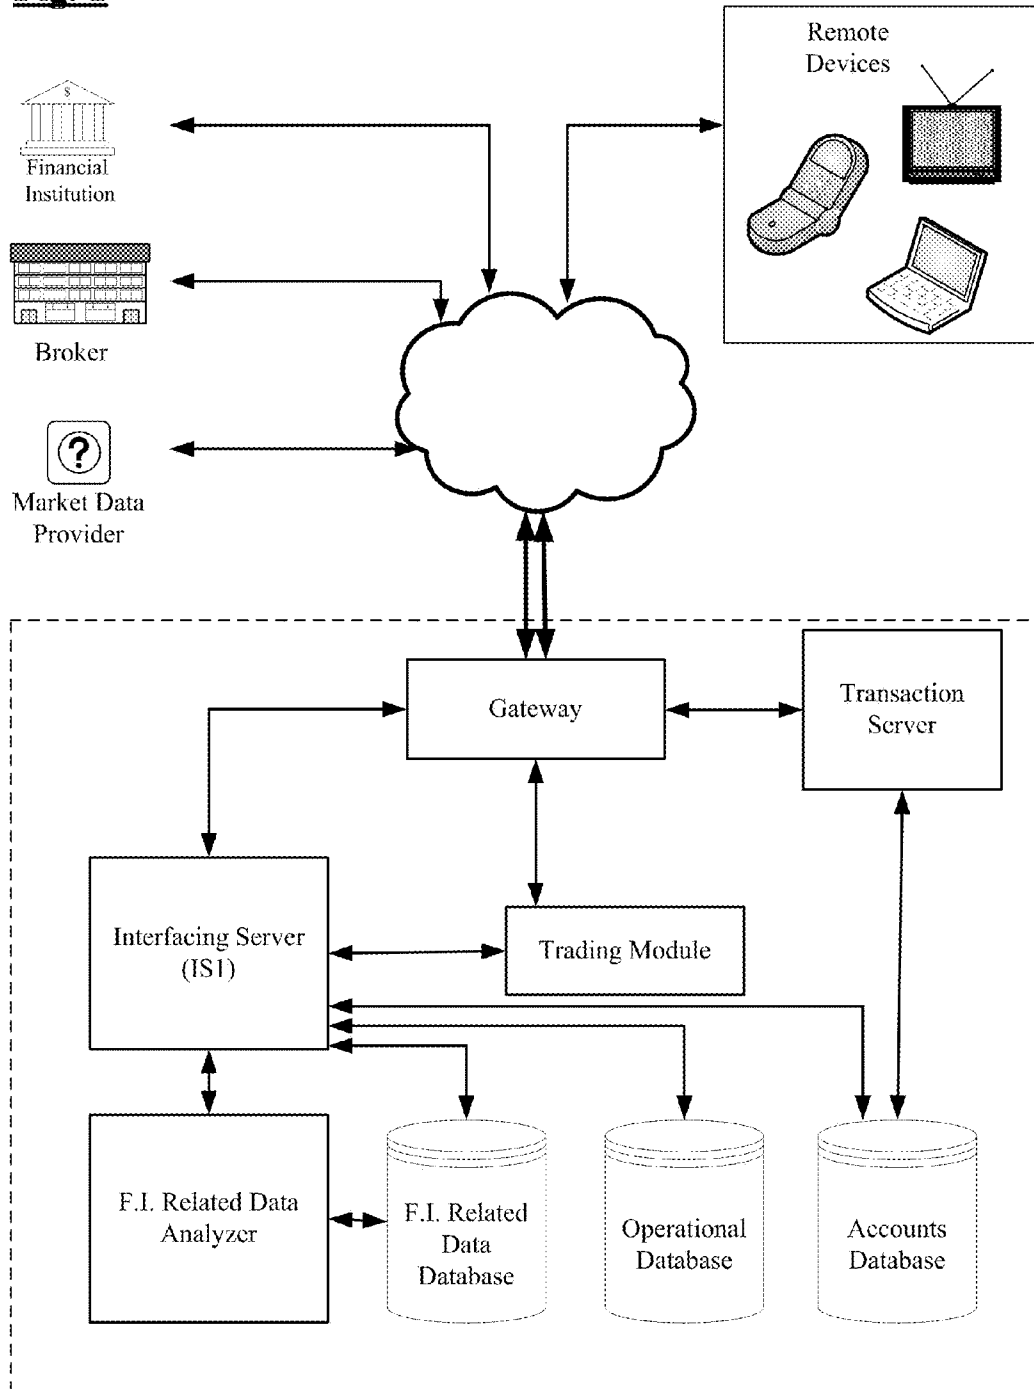 Remote
Devices
$
Financial
Institution
Broker
?
Market Data
Provider
Gateway
Transaction
Server
Interfacing Server
(IS1)
Trading Module
F.I. Related Data
Analyzer
F.I. Related
Data
Database
Operational
Database
Accounts
Database